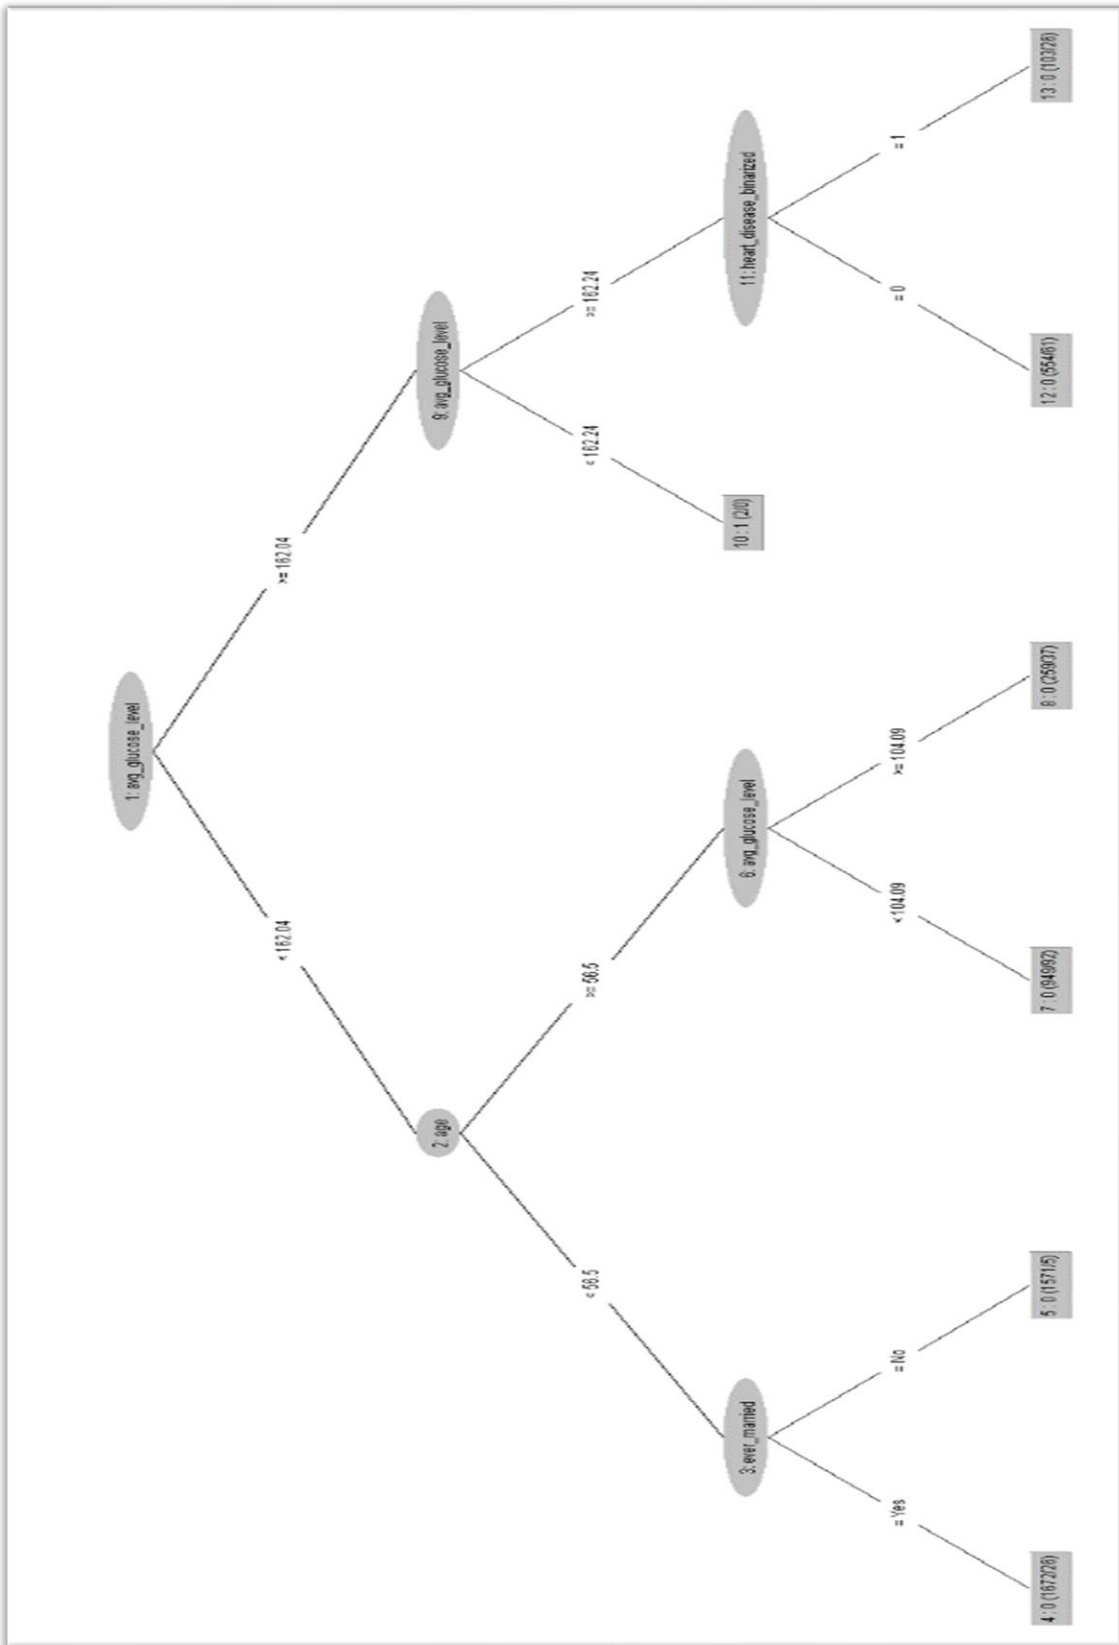 1: avg_glucose_level
< 162.04
>= 162.04
2: age
9: avg_glucose_level
< 56.5
>= 56.5
< 162.24
>= 162.24
3: ever_married
6: avg_glucose_level
10 : 1 (2/0)
11: heart_disease_binarized
= Yes
= No
< 104.09
>= 104.09
= 0
= 1
4 : 0 (1672/28)
5 : 0 (1571/5)
7 : 0 (949/92)
8 : 0 (259/37)
12 : 0 (554/61)
13 : 0 (103/26)